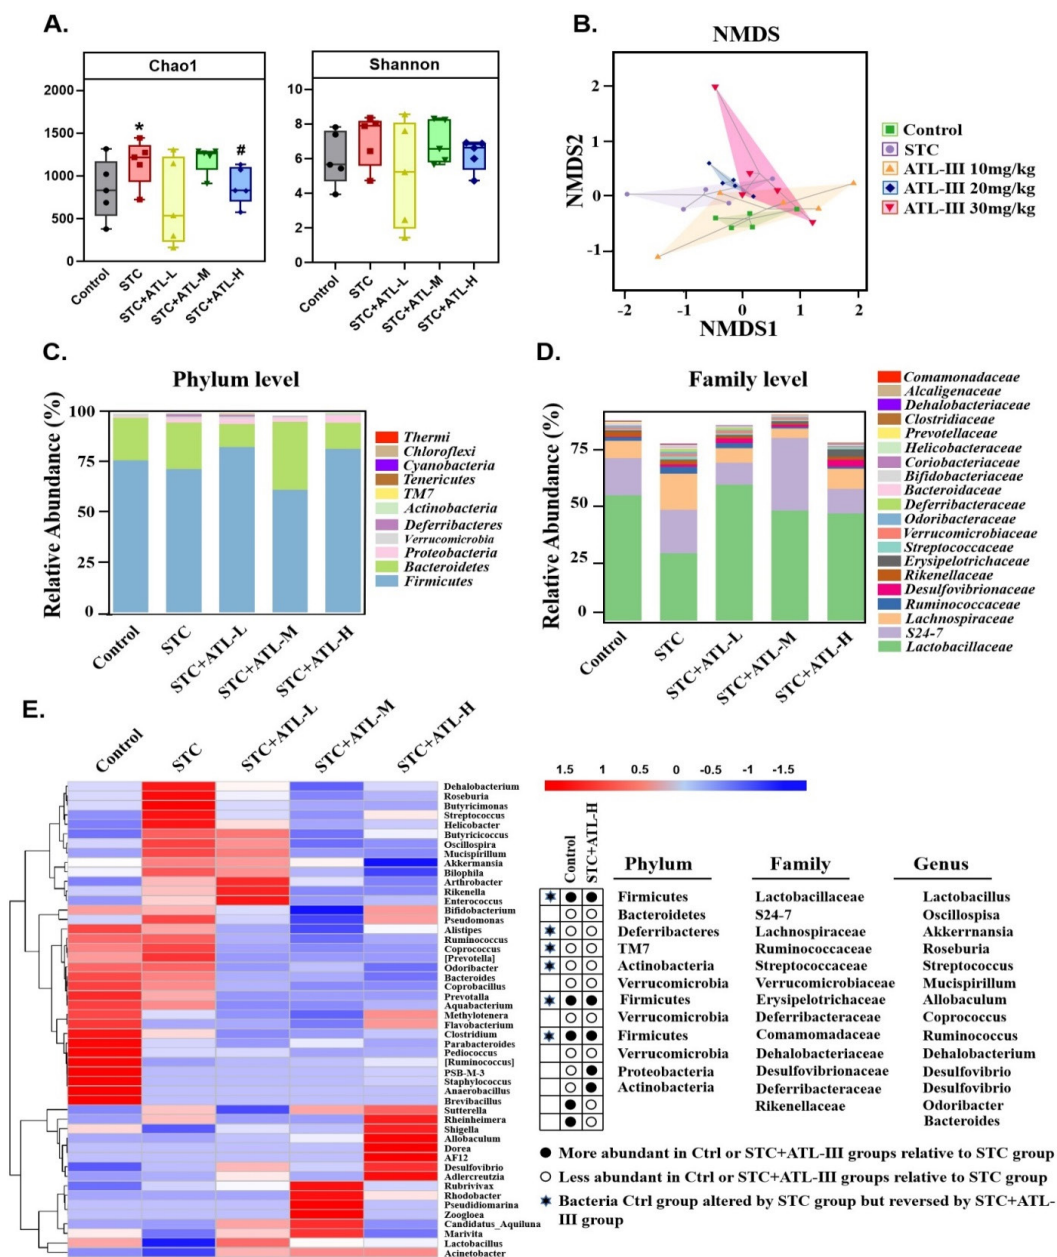 A.
Chao1
Shannon
2000
1500
1000
500
0
*
#
10
8
6
4
2
0
Control
STC
STC+ATL-L
STC+ATL-M
STC+ATL-H
Control
STC
STC+ATL-L
STC+ATL-M
STC+ATL-H
B.
NMDS
NMDS2
2
1
0
-1
-2
-1
0
1
2
NMDS1
Control
STC
ATL-III 10mg/kg
ATL-III 20mg/kg
ATL-III 30mg/kg
C.
Phylum level
Relative Abundance (%)
100
75
50
25
0
Control
STC
STC+ATL-L
STC+ATL-M
STC+ATL-H
Thermi
Chloroflexi
Cyanobacteria
Tenericutes
TM7
Actinobacteria
Deferribacteres
Verrucomicrobia
Proteobacteria
Bacteroidetes
Firmicutes
D.
Family level
Relative Abundance (%)
75
50
25
0
Control
STC
STC+ATL-L
STC+ATL-M
STC+ATL-H
Comamonadaceae
Alcaligenaceae
Dehalobacteriaceae
Clostridiaceae
Prevotellaceae
Helicobacteraceae
Coriobacteriaceae
Bifidobacteriaceae
Bacteroidaceae
Deferribacteraceae
Odoribacteraceae
Verrucomicrobiaceae
Streptococcaceae
Erysipelotrichaceae
Rikenellaceae
Desulfovibrionaceae
Ruminococcaceae
Lachnospiraceae
S24-7
Lactobacillaceae
E.
Control
STC
STC+ATL-L
STC+ATL-M
STC+ATL-H
Dehalobacterium
Roseburia
Butyricimonas
Streptococcus
Helicobacter
Butyricicoccus
Oscillospira
Mucispirillum
Akkermansia
Bilophila
Arthrobacter
Rikenella
Enterococcus
Bifidobacterium
Pseudomonas
Alistipes
Ruminococcus
Coprococcus
[Prevotella]
Odoribacter
Bacteroides
Coprobacillus
Prevotalla
Aquabacterium
Methylotenera
Flavobacterium
Clostridium
Parabacteroides
Pediococcus
[Ruminococcus]
PSB-M-3
Staphylococcus
Anaerobacillus
Brevibacillus
Sutterella
Rheinheimera
Shigella
Allobaculum
Dorea
AF12
Desulfovibrio
Adlercreutzia
Rubrivivax
Rhodobacter
Pseudidiomarina
Zoogloea
Candidatus_Aquiluna
Marivita
Lactobacillus
Acinetobacter
1.5 1 0.5 0 -0.5 -1 -1.5
Control
STC+ATL-H
Phylum Family Genus
Firmicutes Lactobacillaceae Lactobacillus
Bacteroidetes S24-7 Oscillospisa
Deferribacteres Lachnospiraceae Akkerrnansia
TM7 Ruminococcaceae Roseburia
Actinobacteria Streptococcaceae Streptococcus
Verrucomicrobia Verrucomicrobiaceae Mucispirillum
Firmicutes Erysipelotrichaceae Allobaculum
Verrucomicrobia Deferribacteraceae Coprococcus
Firmicutes Comamomadaceae Ruminococcus
Verrucomicrobia Dehalobacteriaceae Dehalobacterium
Proteobacteria Desulfovibrionaceae Desulfovibrio
Actinobacteria Deferribacteraceae Desulfovibrio
Rikenellaceae Odoribacter
Bacteroides
More abundant in Ctrl or STC+ATL-III groups relative to STC group
Less abundant in Ctrl or STC+ATL-III groups relative to STC group
Bacteria Ctrl group altered by STC group but reversed by STC+ATL-
III group